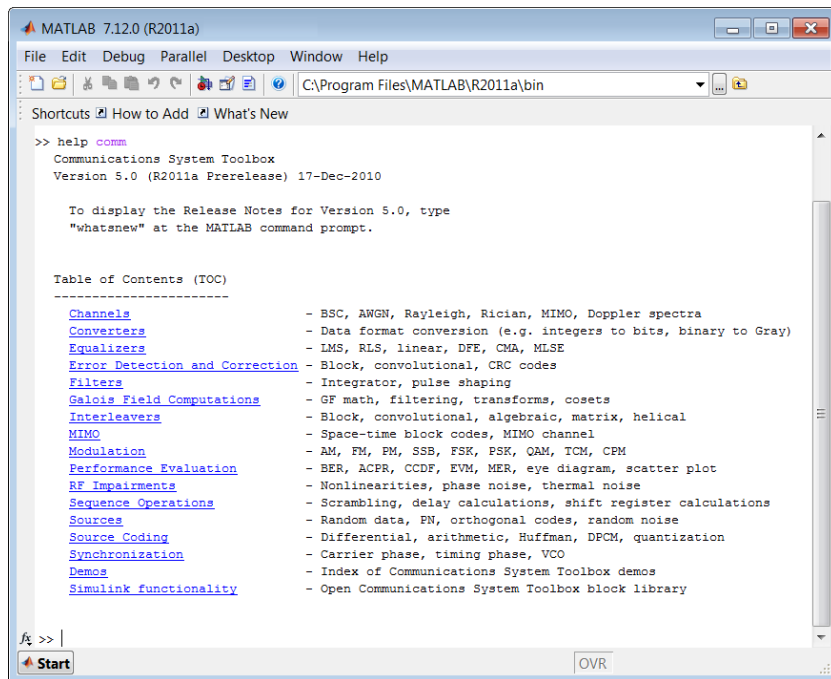 MATLAB 7.12.0 (R2011a)
File Edit Debug Parallel Desktop Window Help
C:\Program Files\MATLAB\R2011a\bin
...
Shortcuts How to Add What's New
>> help comm
Communications System Toolbox
Version 5.0 (R2011a Prerelease) 17-Dec-2010
To display the Release Notes for Version 5.0, type
"whatsnew" at the MATLAB command prompt.
Table of Contents (TOC)
-----------------------
Channels - BSC, AWGN, Rayleigh, Rician, MIMO, Doppler spectra
Converters - Data format conversion (e.g. integers to bits, binary to Gray)
Equalizers - LMS, RLS, linear, DFE, CMA, MLSE
Error Detection and Correction - Block, convolutional, CRC codes
Filters - Integrator, pulse shaping
Galois Field Computations - GF math, filtering, transforms, cosets
Interleavers - Block, convolutional, algebraic, matrix, helical
MIMO - Space-time block codes, MIMO channel
Modulation - AM, FM, PM, SSB, FSK, PSK, QAM, TCM, CPM
Performance Evaluation - BER, ACPR, CCDF, EVM, MER, eye diagram, scatter plot
RF Impairments - Nonlinearities, phase noise, thermal noise
Sequence Operations - Scrambling, delay calculations, shift register calculations
Sources - Random data, PN, orthogonal codes, random noise
Source Coding - Differential, arithmetic, Huffman, DPCM, quantization
Synchronization - Carrier phase, timing phase, VCO
Demos - Index of Communications System Toolbox demos
Simulink functionality - Open Communications System Toolbox block library
fx >>
Start OVR